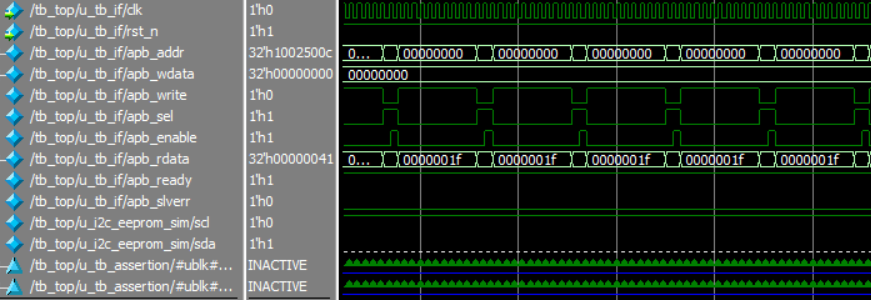 /tb_top/u_tb_if/clk 1'h0
/tb_top/u_tb_if/rst_n 1'h1
/tb_top/u_tb_if/apb_addr 32'h1002500c 0... 00000000 00000000 00000000 00000000 00000000
/tb_top/u_tb_if/apb_wdata 32'h00000000 00000000
/tb_top/u_tb_if/apb_write 1'h0
/tb_top/u_tb_if/apb_sel 1'h1
/tb_top/u_tb_if/apb_enable 1'h1
/tb_top/u_tb_if/apb_rdata 32'h00000041 0... 0000001f 0000001f 0000001f 0000001f 0000001f
/tb_top/u_tb_if/apb_ready 1'h1
/tb_top/u_tb_if/apb_slverr 1'h0
/tb_top/u_i2c_eeprom_sim/scl 1'h0
/tb_top/u_i2c_eeprom_sim/sda 1'h1
/tb_top/u_tb_assertion/#ublk#... INACTIVE
/tb_top/u_tb_assertion/#ublk#... INACTIVE